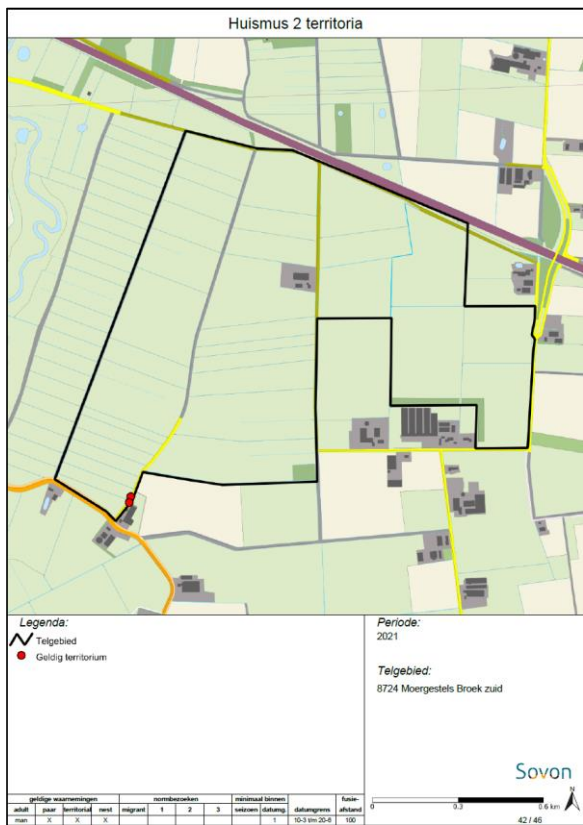 Huismus 2 territoria
Legenda:
Telgebied
Geldig territorium
Periode:
2021
Telgebied:
8724 Moergestels Broek zuid
Sovon
0 0.3 0.6 km
N
42 / 46
geldige waarnemingen normbezoeken minimaal binnen fusie-
adult paar territoriaal nest migrant 1 2 3 seizoen datumg. datumgrens afstand
man X X X 1 10-3 t/m 20-6 100